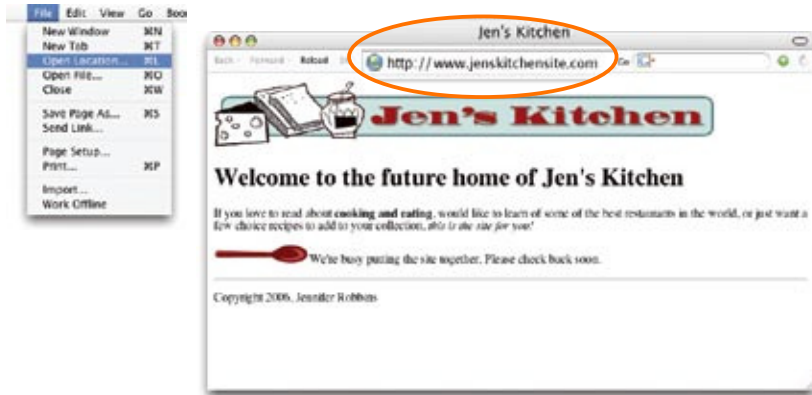 File Edit View Go Boo
New Window ⌘N
New Tab ⌘T
Open Location... ⌘L
Open File... ⌘O
Close ⌘W
Save Page As... ⌘S
Send Link...
Page Setup...
Print... ⌘P
Import...
Work Offline
Jen's Kitchen
Back Forward Reload http://www.jenskitchensite.com Go
Jen's Kitchen
Welcome to the future home of Jen's Kitchen
If you love to read about cooking and eating, would like to learn of some of the best restaurants in the world, or just want a
few choice recipes to add to your collection, this is the site for you!
We're busy putting the site together. Please check back soon.
Copyright 2006, Jennifer Robbins